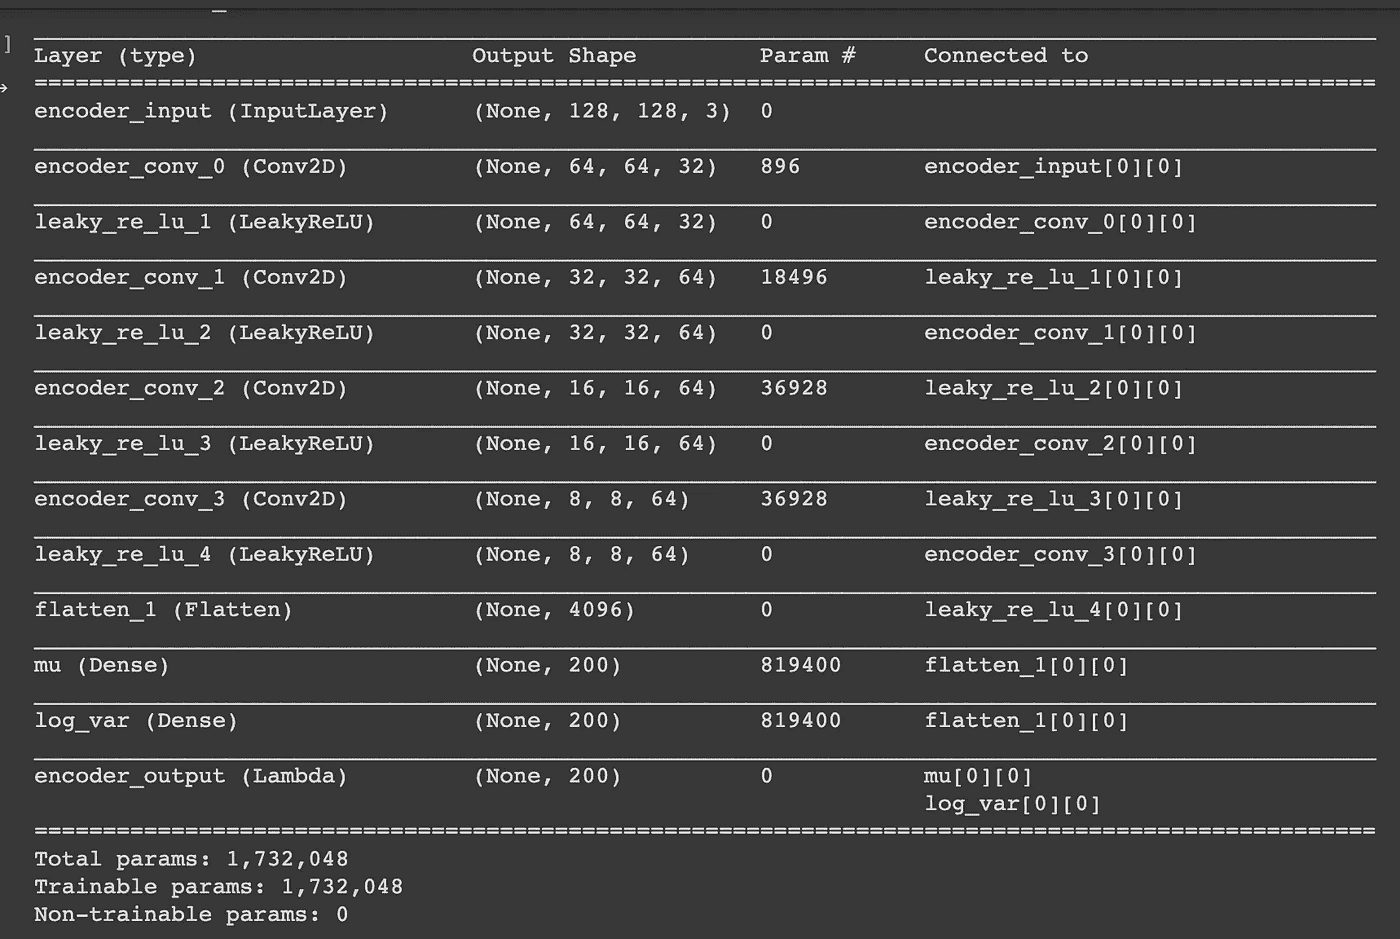 Layer (type) Output Shape Param # Connected to
encoder_input (InputLayer) (None, 128, 128, 3) 0
encoder_conv_0 (Conv2D) (None, 64, 64, 32) 896 encoder_input[0][0]
leaky_re_lu_1 (LeakyReLU) (None, 64, 64, 32) 0 encoder_conv_0[0][0]
encoder_conv_1 (Conv2D) (None, 32, 32, 64) 18496 leaky_re_lu_1[0][0]
leaky_re_lu_2 (LeakyReLU) (None, 32, 32, 64) 0 encoder_conv_1[0][0]
encoder_conv_2 (Conv2D) (None, 16, 16, 64) 36928 leaky_re_lu_2[0][0]
leaky_re_lu_3 (LeakyReLU) (None, 16, 16, 64) 0 encoder_conv_2[0][0]
encoder_conv_3 (Conv2D) (None, 8, 8, 64) 36928 leaky_re_lu_3[0][0]
leaky_re_lu_4 (LeakyReLU) (None, 8, 8, 64) 0 encoder_conv_3[0][0]
flatten_1 (Flatten) (None, 4096) 0 leaky_re_lu_4[0][0]
mu (Dense) (None, 200) 819400 flatten_1[0][0]
log_var (Dense) (None, 200) 819400 flatten_1[0][0]
encoder_output (Lambda) (None, 200) 0 mu[0][0]
log_var[0][0]
Total params: 1,732,048
Trainable params: 1,732,048
Non-trainable params: 0